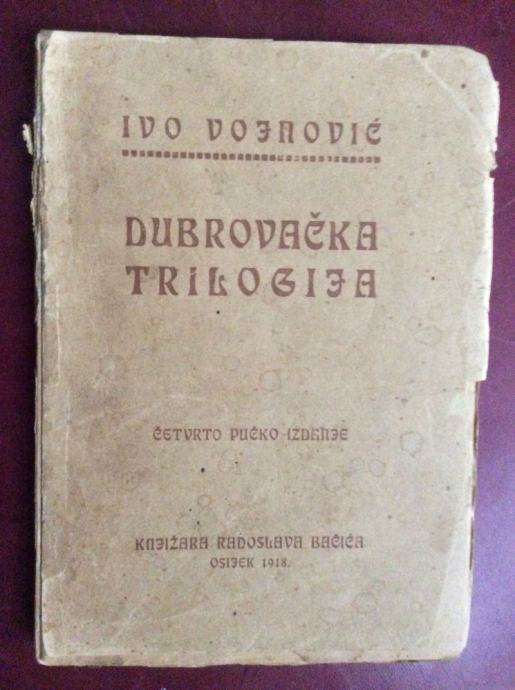 IVO VOJNOVIĆ
DUBROVAČKA
TRILOGIJA
ČETVRTO PUČKO IZDANJE
KNJIŽARA RADOSLAVA BAČIĆA
OSIJEK 1918.